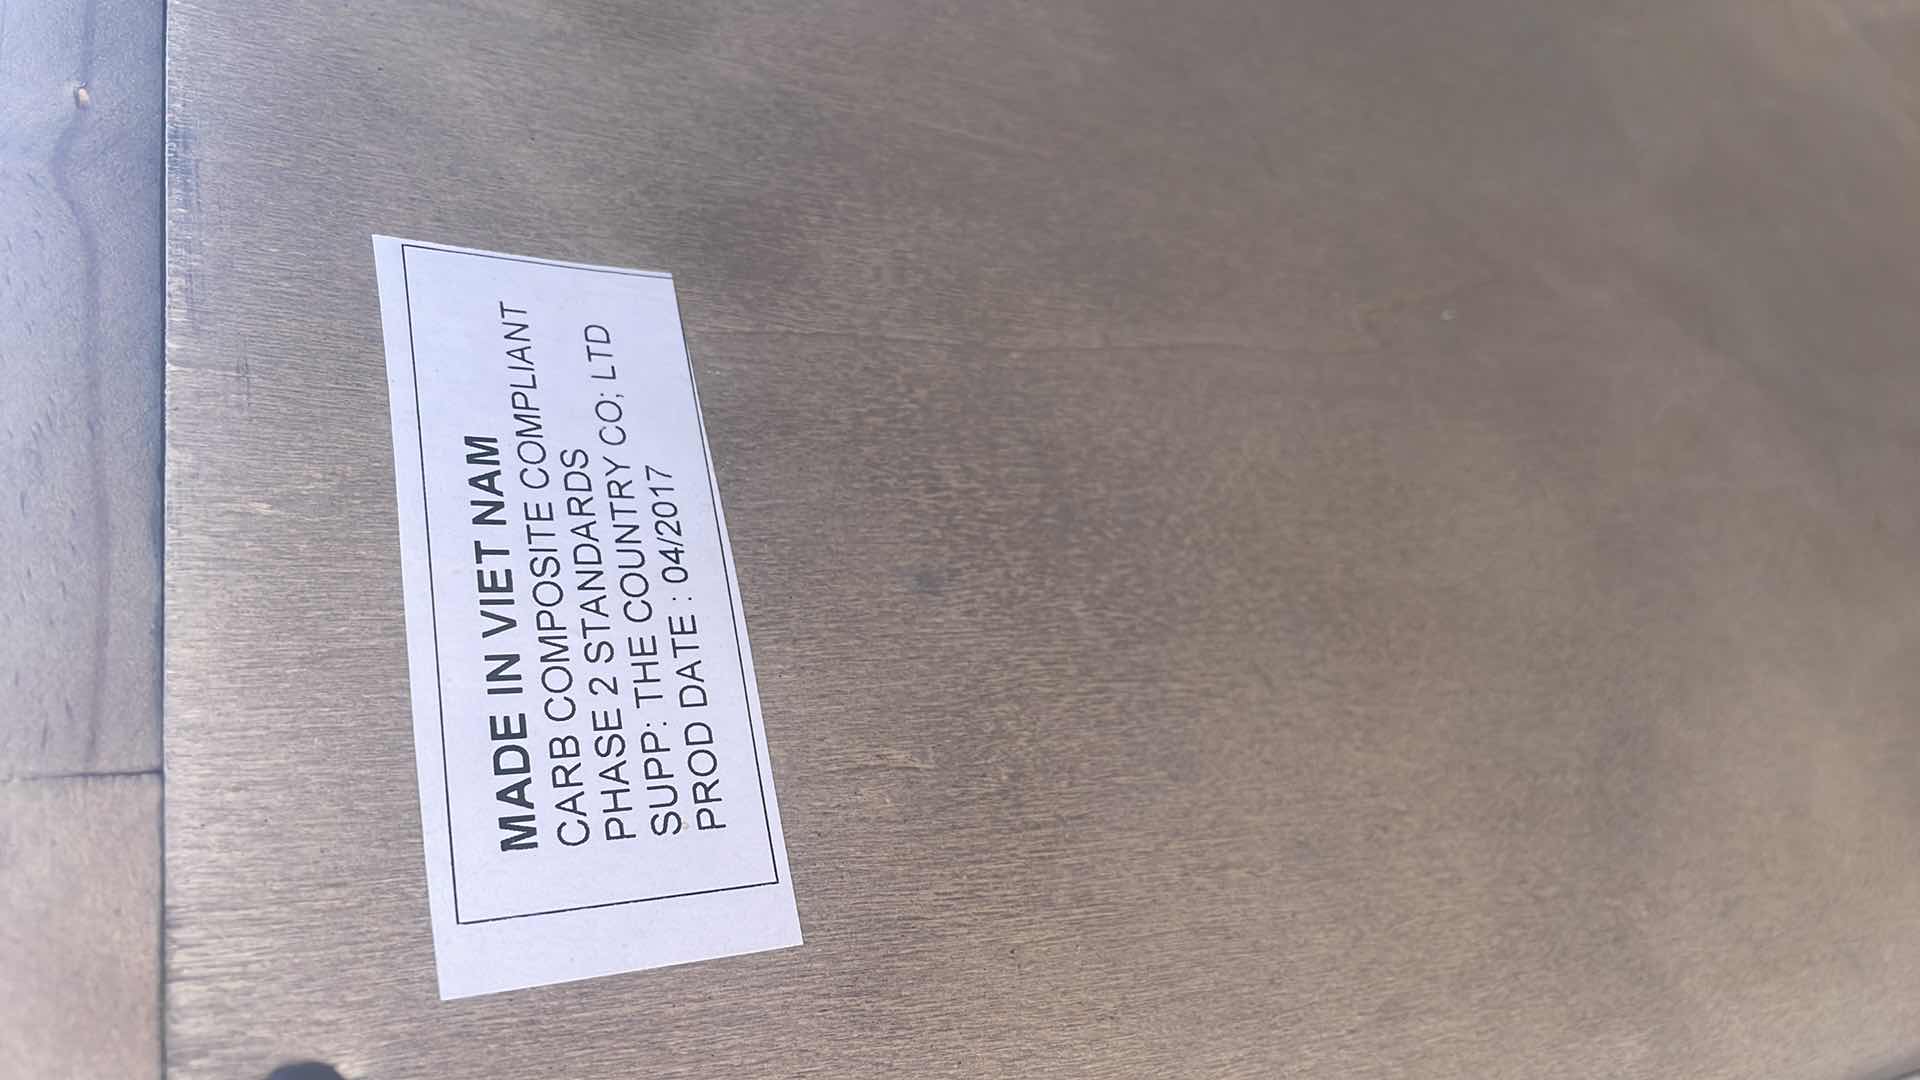 MADE IN VIET NAM
CARB COMPOSITE COMPLIANT
PHASE 2 STANDARDS
SUPP: THE COUNTRY CO; LTD
PROD DATE : 04/2017